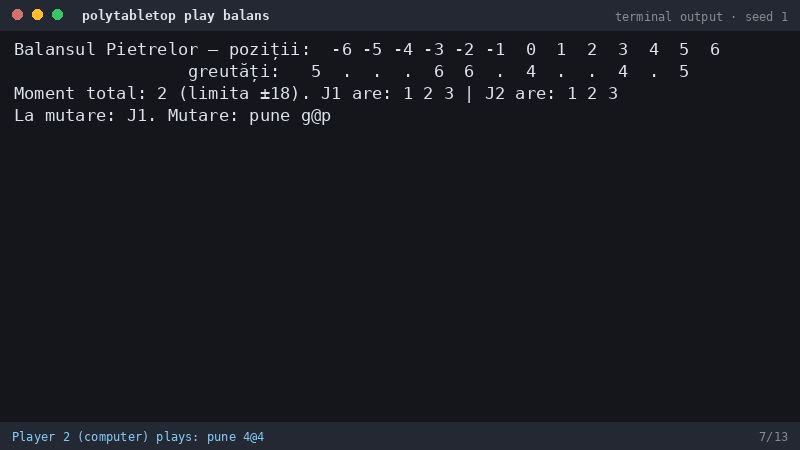 polytabletop play balans
terminal output · seed 1
Balansul Pietrelor — poziții:  -6 -5 -4 -3 -2 -1  0  1  2  3  4  5  6
                 greutăți:   5  .  .  .  6  6  .  4  .  .  4  .  5
Moment total: 2 (limita ±18). J1 are: 1 2 3 | J2 are: 1 2 3
La mutare: J1. Mutare: pune g@p
Player 2 (computer) plays: pune 4@4
7/13